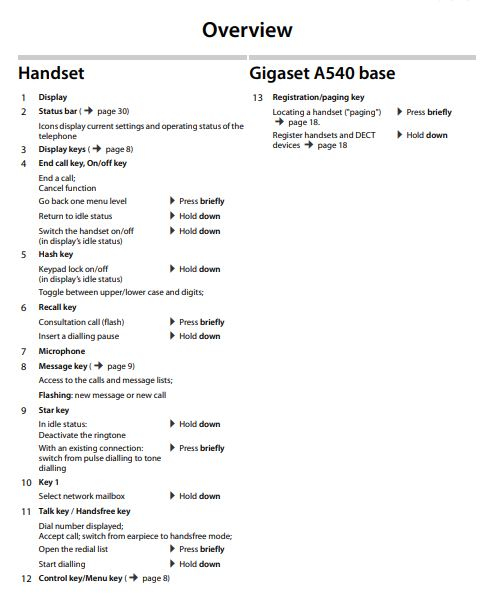 Overview
Handset
1 Display
2 Status bar ( ➔ page 30)
Icons display current settings and operating status of the
telephone
3 Display keys ( ➔ page 8)
4 End call key, On/off key
End a call;
Cancel function
Go back one menu level ▶ Press briefly
Return to idle status ▶ Hold down
Switch the handset on/off ▶ Hold down
(in display's idle status)
5 Hash key
Keypad lock on/off ▶ Hold down
(in display's idle status)
Toggle between upper/lower case and digits;
6 Recall key
Consultation call (flash) ▶ Press briefly
Insert a dialling pause ▶ Hold down
7 Microphone
8 Message key ( ➔ page 9)
Access to the calls and message lists;
Flashing: new message or new call
9 Star key
In idle status: ▶ Hold down
Deactivate the ringtone
With an existing connection: ▶ Press briefly
switch from pulse dialling to tone
dialling
10 Key 1
Select network mailbox ▶ Hold down
11 Talk key / Handsfree key
Dial number displayed;
Accept call; switch from earpiece to handsfree mode;
Open the redial list ▶ Press briefly
Start dialling ▶ Hold down
12 Control key/Menu key ( ➔ page 8)
Gigaset A540 base
13 Registration/paging key
Locating a handset ("paging") ▶ Press briefly
➔ page 18.
Register handsets and DECT ▶ Hold down
devices ➔ page 18